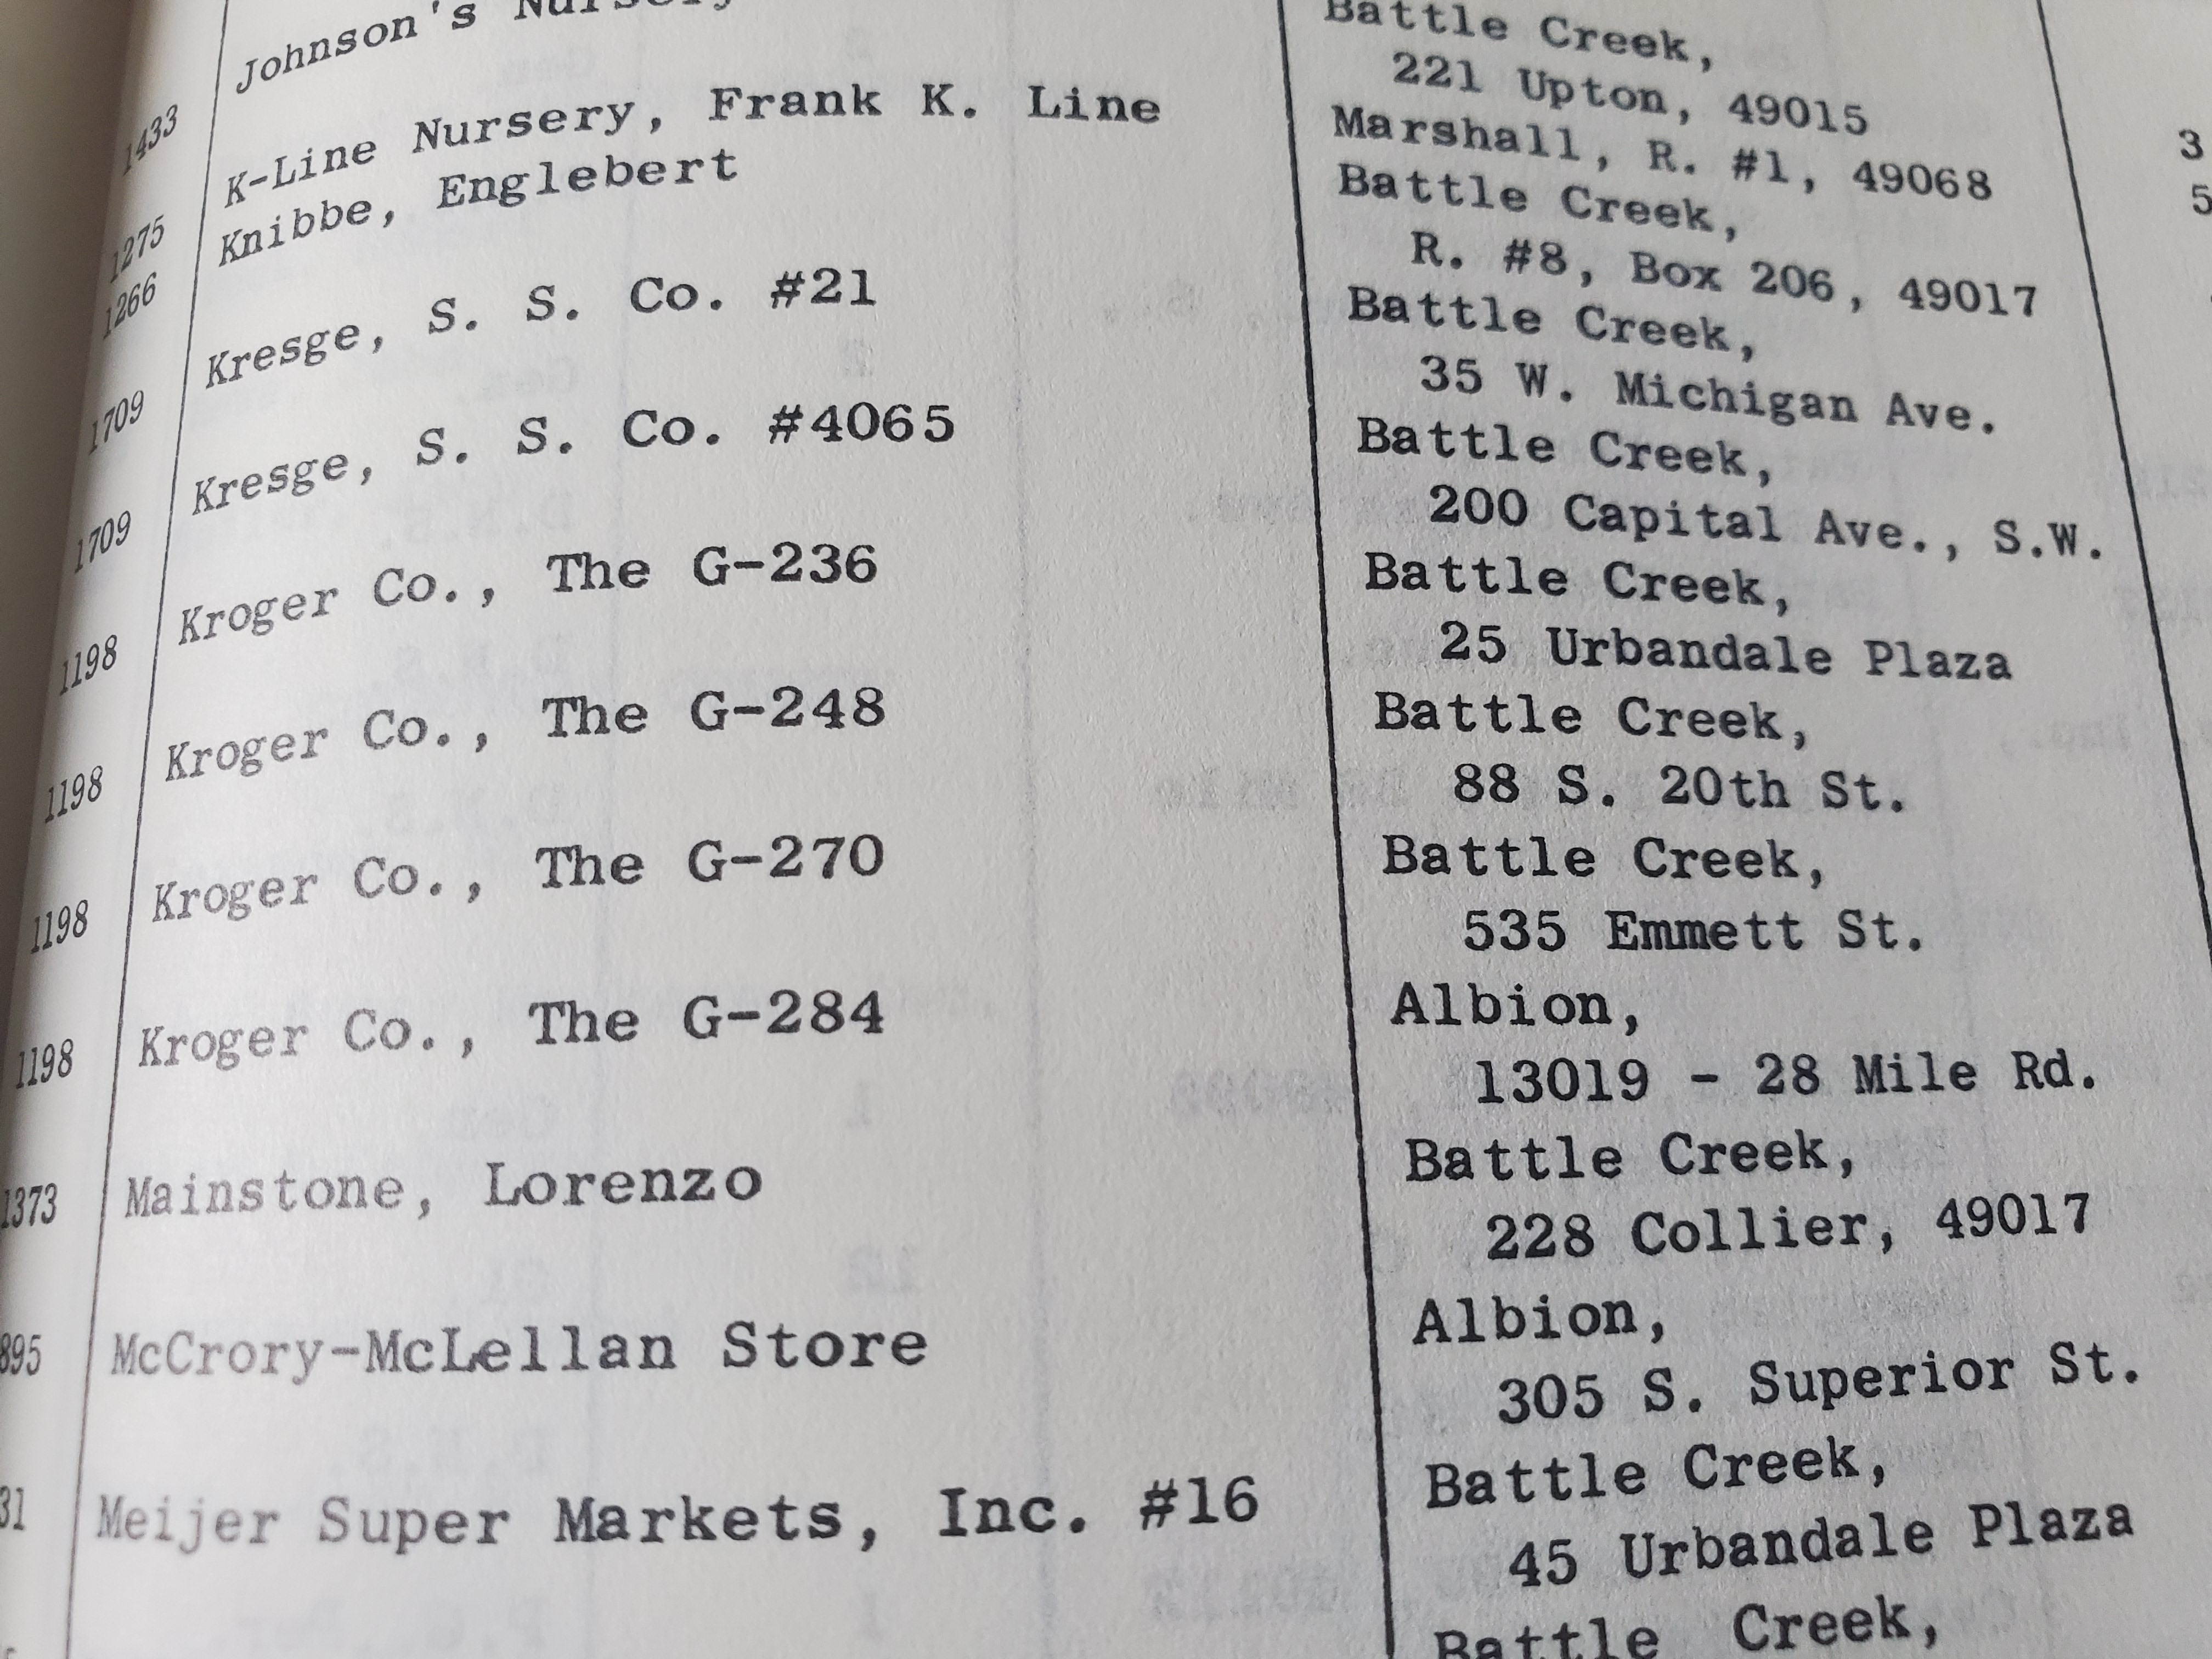 1433 Johnson's Nursery Battle Creek,
221 Upton, 49015
1275 K-Line Nursery, Frank K. Line Marshall, R. #1, 49068 3
1266 Knibbe, Englebert Battle Creek, 5
R. #8, Box 206, 49017
1709 Kresge, S. S. Co. #21 Battle Creek,
35 W. Michigan Ave.
1709 Kresge, S. S. Co. #4065 Battle Creek,
200 Capital Ave., S.W.
1198 Kroger Co., The G-236 Battle Creek,
25 Urbandale Plaza
1198 Kroger Co., The G-248 Battle Creek,
88 S. 20th St.
1198 Kroger Co., The G-270 Battle Creek,
535 Emmett St.
1198 Kroger Co., The G-284 Albion,
13019 - 28 Mile Rd.
1373 Mainstone, Lorenzo Battle Creek,
228 Collier, 49017
895 McCrory-McLellan Store Albion,
305 S. Superior St.
31 Meijer Super Markets, Inc. #16 Battle Creek,
45 Urbandale Plaza
Battle Creek,